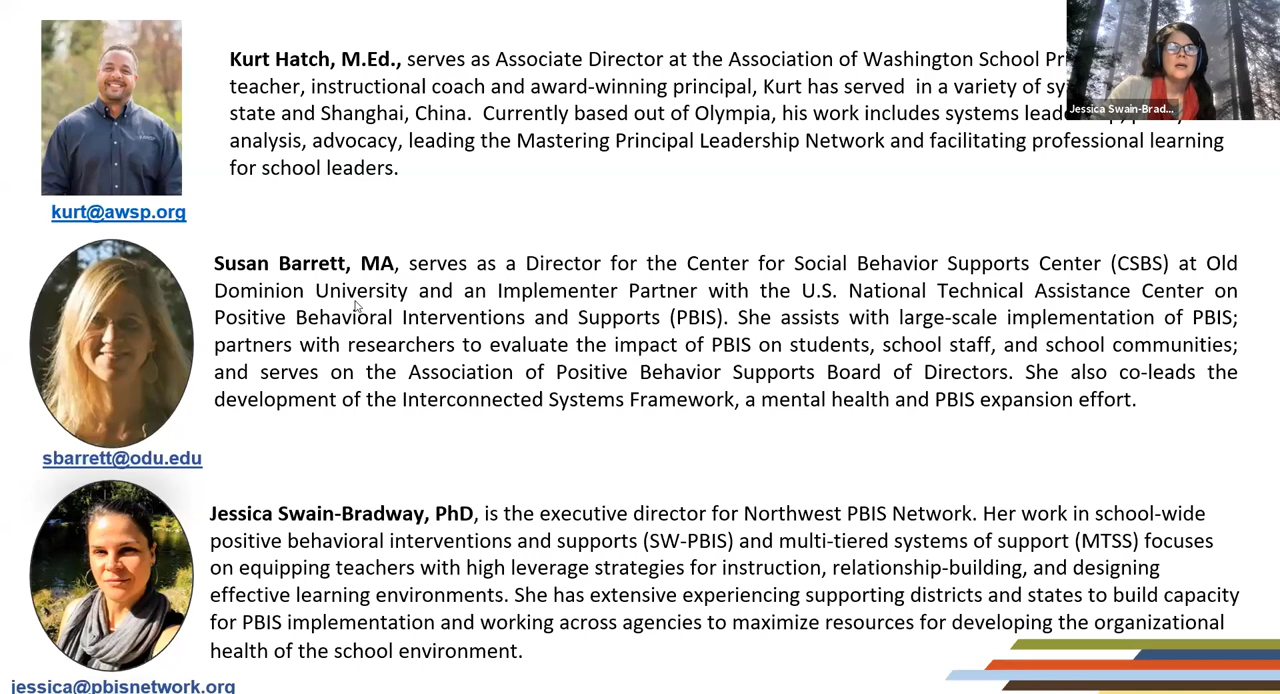 Kurt Hatch, M.Ed., serves as Associate Director at the Association of Washington School
teacher, instructional coach and award-winning principal, Kurt has served in a variety of
state and Shanghai, China. Currently based out of Olympia, his work includes systems
analysis, advocacy, leading the Mastering Principal Leadership Network and facilitating professional learning
for school leaders.
kurt@awsp.org
Jessica Swain-Brad...
Susan Barrett, MA, serves as a Director for the Center for Social Behavior Supports Center (CSBS) at Old
Dominion University and an Implementer Partner with the U.S. National Technical Assistance Center on
Positive Behavioral Interventions and Supports (PBIS). She assists with large-scale implementation of PBIS;
partners with researchers to evaluate the impact of PBIS on students, school staff, and school communities;
and serves on the Association of Positive Behavior Supports Board of Directors. She also co-leads the
development of the Interconnected Systems Framework, a mental health and PBIS expansion effort.
sbarrett@odu.edu
Jessica Swain-Bradway, PhD, is the executive director for Northwest PBIS Network. Her work in school-wide
positive behavioral interventions and supports (SW-PBIS) and multi-tiered systems of support (MTSS) focuses
on equipping teachers with high leverage strategies for instruction, relationship-building, and designing
effective learning environments. She has extensive experiencing supporting districts and states to build capacity
for PBIS implementation and working across agencies to maximize resources for developing the organizational
health of the school environment.
jessica@pbisnetwork.org